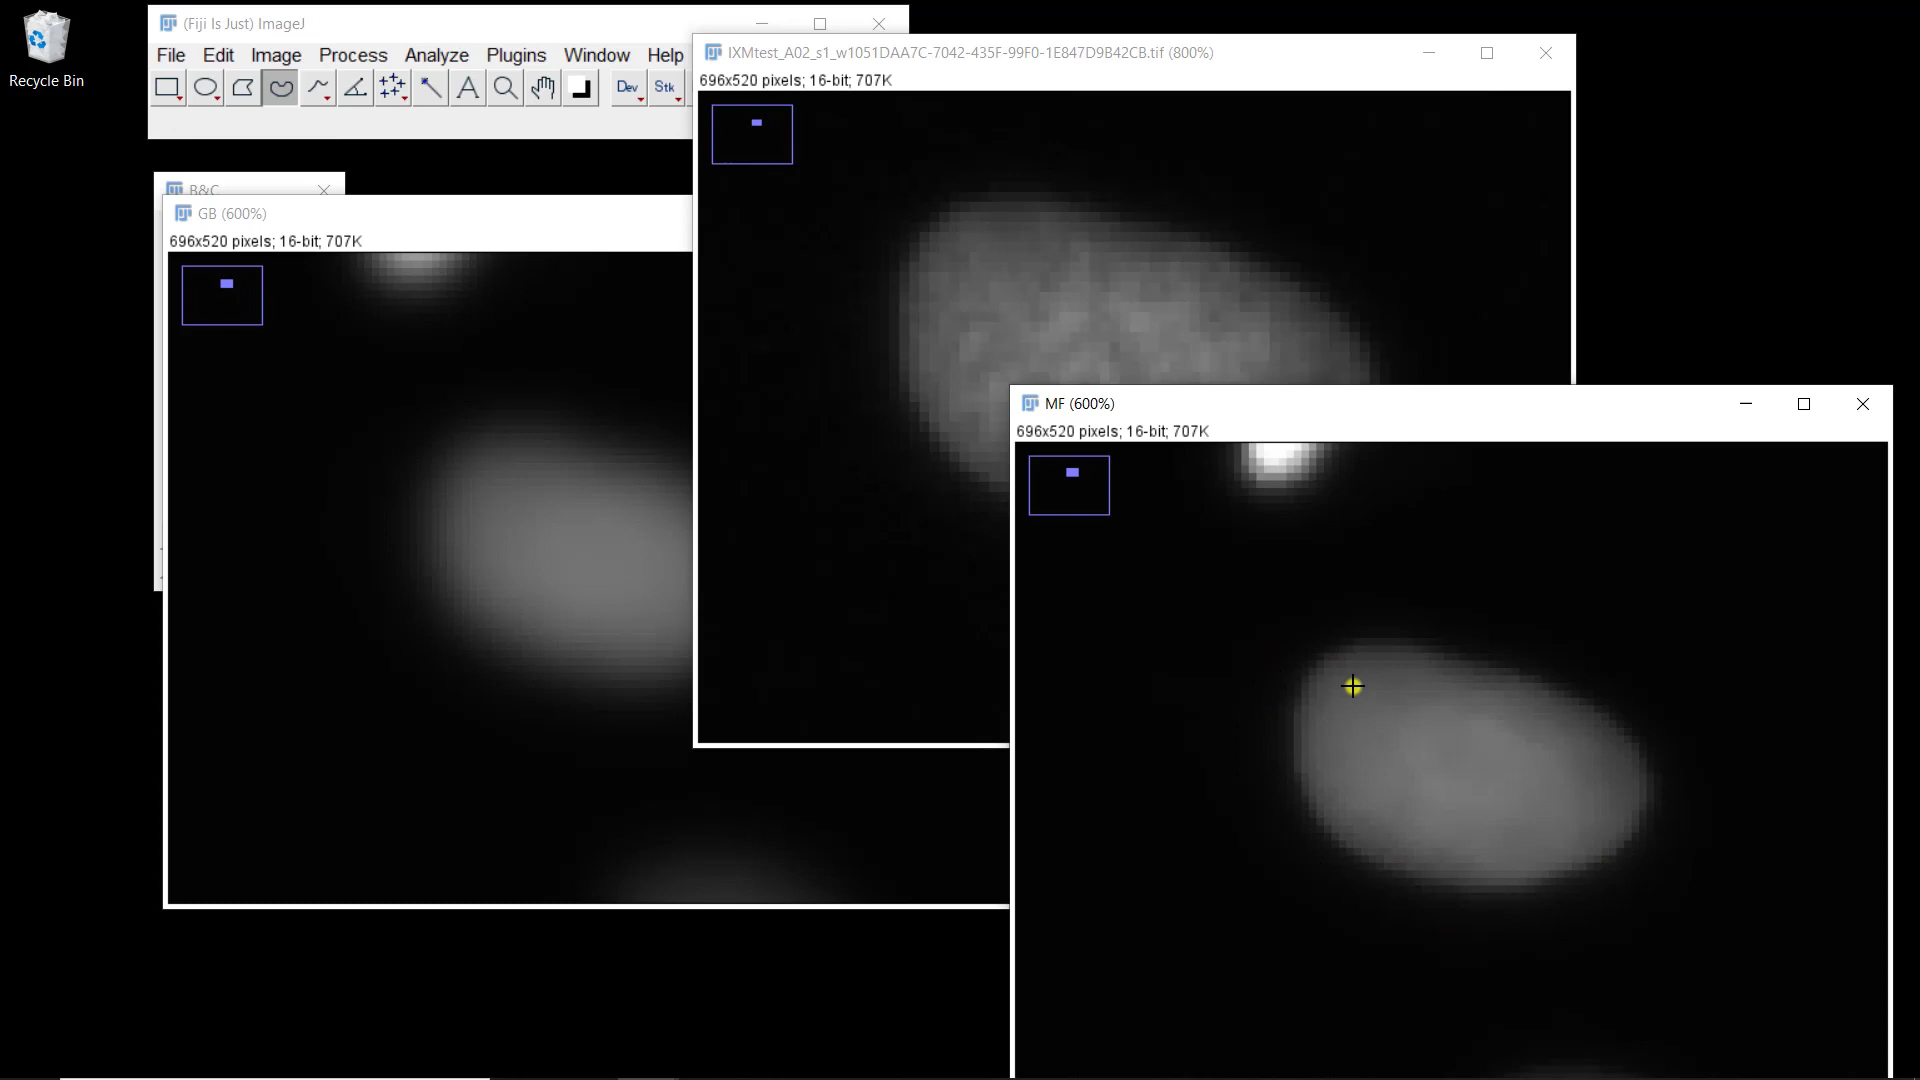 Recycle Bin
(Fiji Is Just) ImageJ
File Edit Image Process Analyze Plugins Window Help
Dev Stk
IXMtest_A02_s1_w1051DAA7C-7042-435F-99F0-1E847D9B42CB.tif (800%)
696x520 pixels; 16-bit; 707K
B&C
GB (600%)
696x520 pixels; 16-bit; 707K
MF (600%)
696x520 pixels; 16-bit; 707K